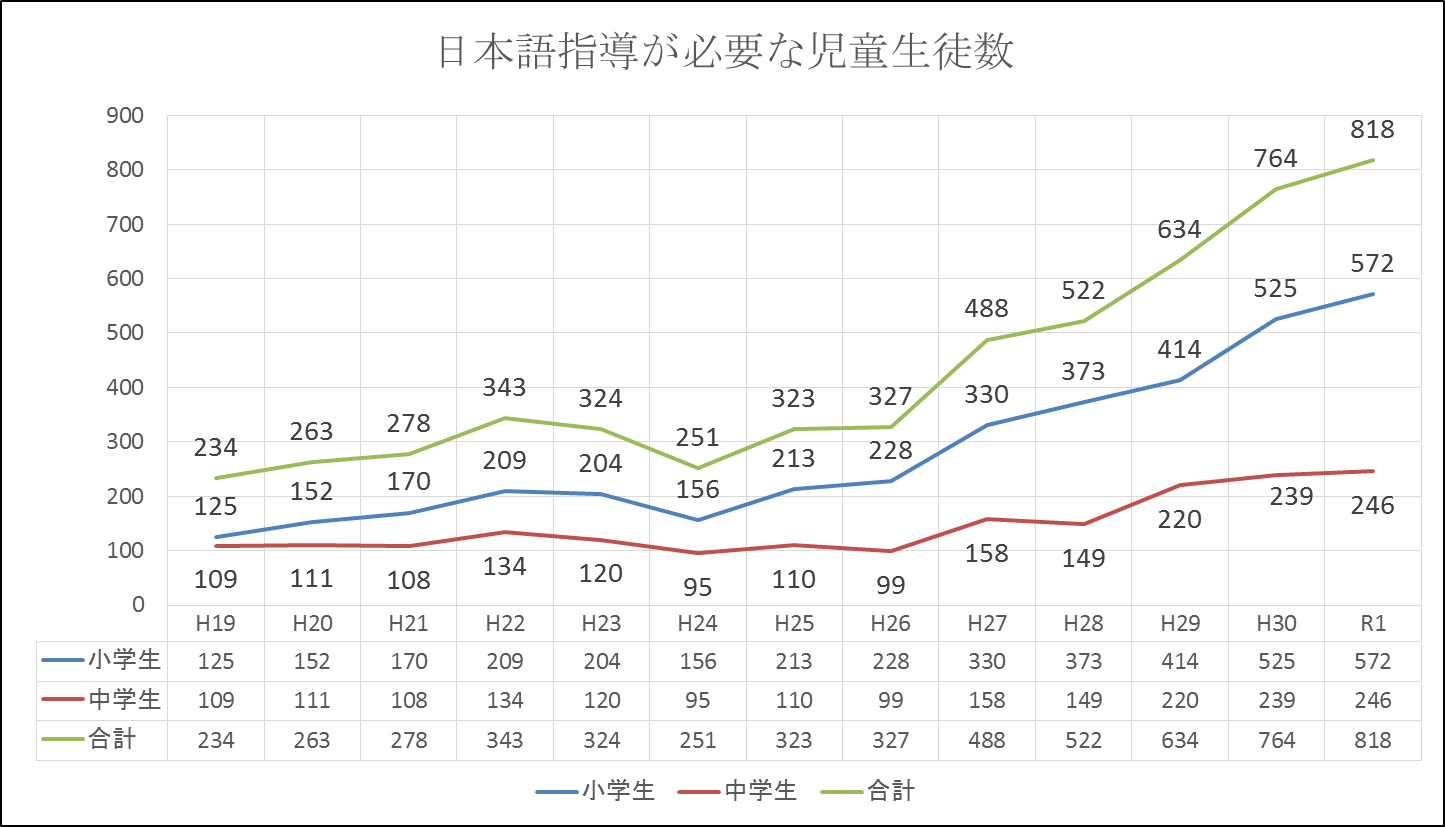 日本語指導が必要な児童生徒数
900
800
700
600
500
400
300
200
100
0
234 263 278 343 324 251 323 327 488 522 634 764 818
125 152 170 209 204 156 213 228 330 373 414 525 572
109 111 108 134 120 95 110 99 158 149 220 239 246
H19 H20 H21 H22 H23 H24 H25 H26 H27 H28 H29 H30 R1
小学生 125 152 170 209 204 156 213 228 330 373 414 525 572
中学生 109 111 108 134 120 95 110 99 158 149 220 239 246
合計 234 263 278 343 324 251 323 327 488 522 634 764 818
小学生 中学生 合計